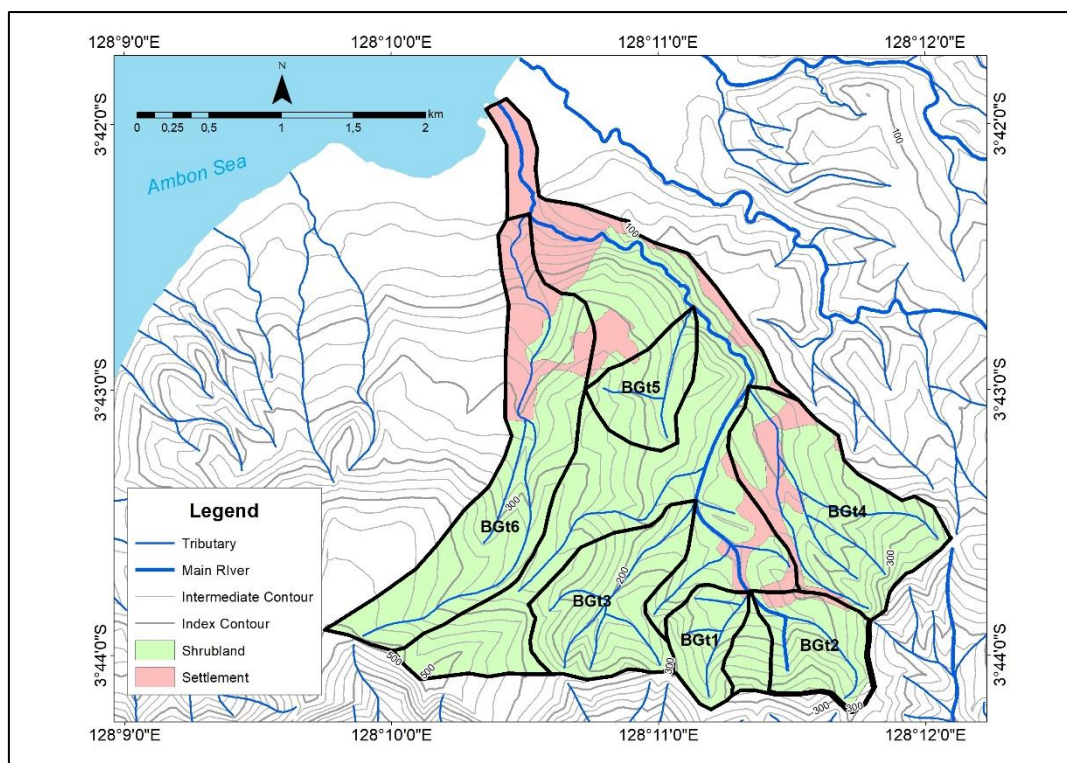 128°9'0"E 128°10'0"E 128°11'0"E 128°12'0"E
N
0 0,25 0,5 1 1,5 2
km
Ambon Sea
3°42'0"S 3°42'0"S
100
100
3°43'0"S 3°43'0"S
BGt5
BGt4
300
BGt6
300
200
BGt3
BGt1
BGt2
3°44'0"S 3°44'0"S
500
500
300
300
300
Legend
Tributary
Main RIver
Intermediate Contour
Index Contour
Shrubland
Settlement
128°9'0"E 128°10'0"E 128°11'0"E 128°12'0"E